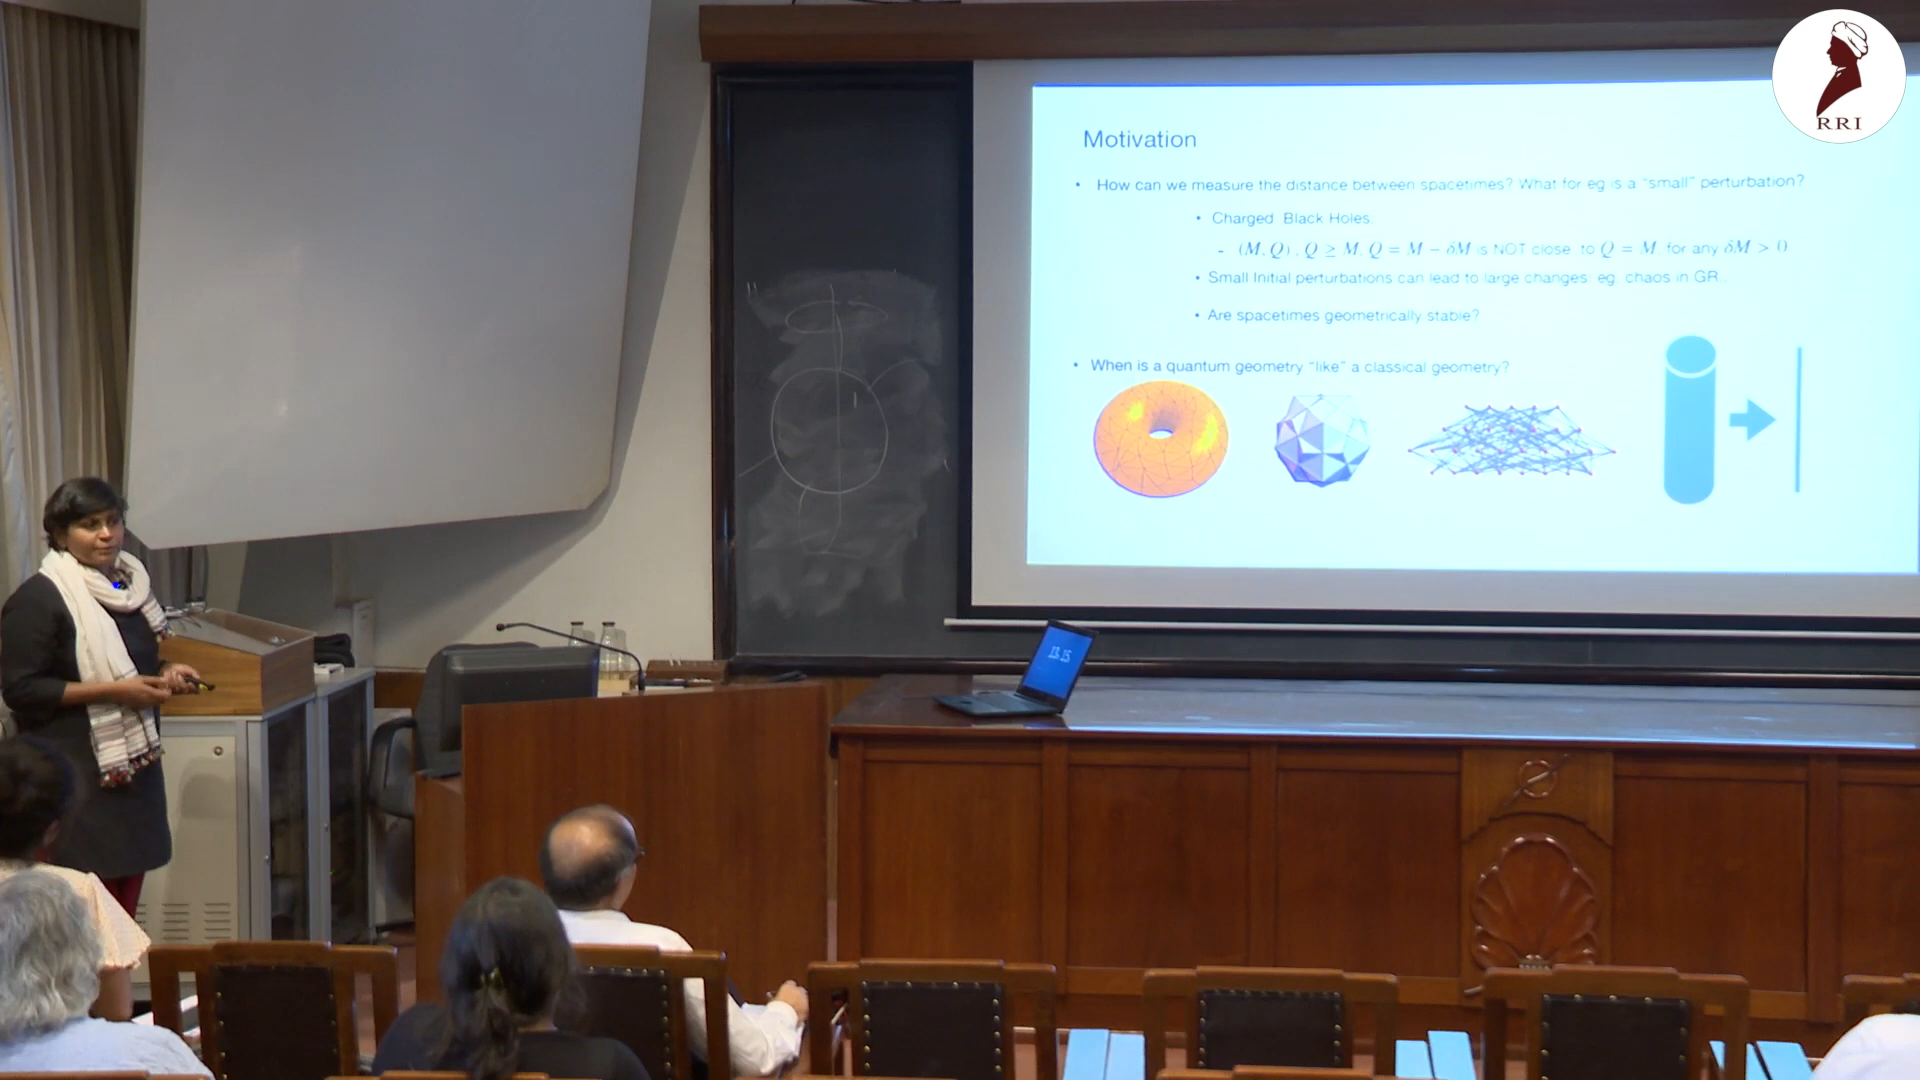 RRI
Motivation
• How can we measure the distance between spacetimes? What for eg is a "small" perturbation?
• Charged Black Holes:
- (M, Q) , Q ≥ M, Q = M − δM is NOT close to Q = M for any δM > 0
• Small Initial perturbations can lead to large changes: eg. chaos in GR.
• Are spacetimes geometrically stable?
• When is a quantum geometry "like" a classical geometry?
13:15